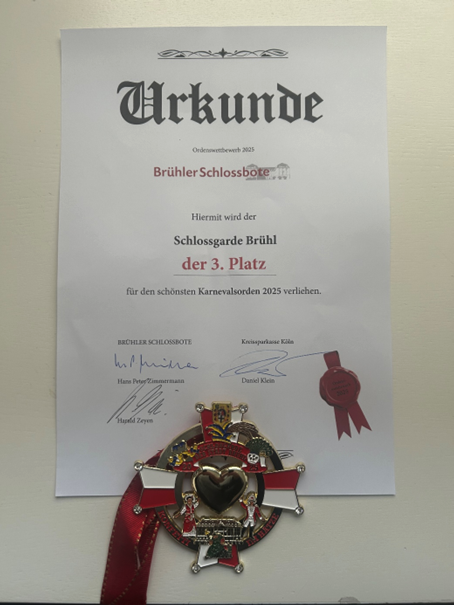 Urkunde
Ordenswettbewerb 2025
Brühler Schlossbote
Hiermit wird der
Schlossgarde Brühl
der 3. Platz
für den schönsten Karnevalsorden 2025 verliehen.
BRÜHLER SCHLOSSBOTE
Kreissparkasse Köln
Hans Peter Zimmermann
Daniel Klein
Harald Zeyen